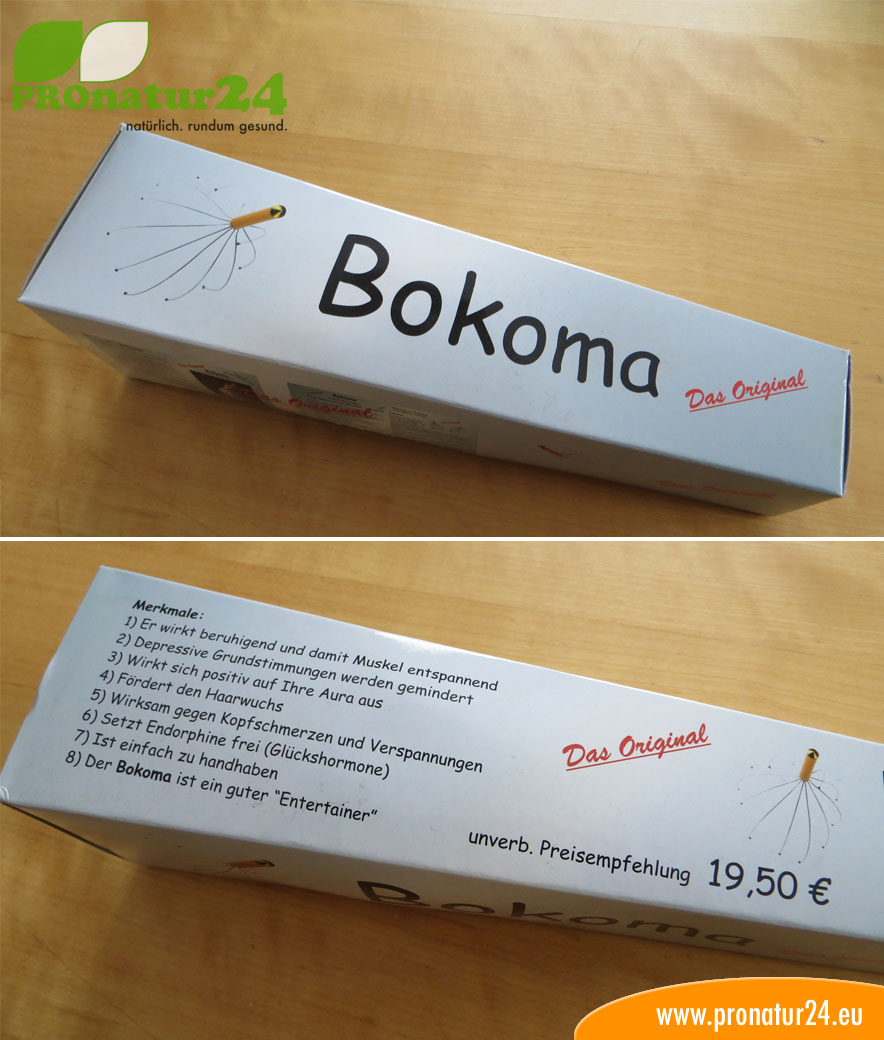 PROnatur24
natürlich. rundum gesund.
Bokoma
Das Original
Das Original
Das Original
Merkmale:
1) Er wirkt beruhigend und damit Muskel entspannend
2) Depressive Grundstimmungen werden gemindert
3) Wirkt sich positiv auf Ihre Aura aus
4) Fördert den Haarwuchs
5) Wirksam gegen Kopfschmerzen und Verspannungen
6) Setzt Endorphine frei (Glückshormone)
7) Ist einfach zu handhaben
8) Der Bokoma ist ein guter "Entertainer"
Das Original
unverb. Preisempfehlung 19,50 €
Bokoma
www.pronatur24.eu